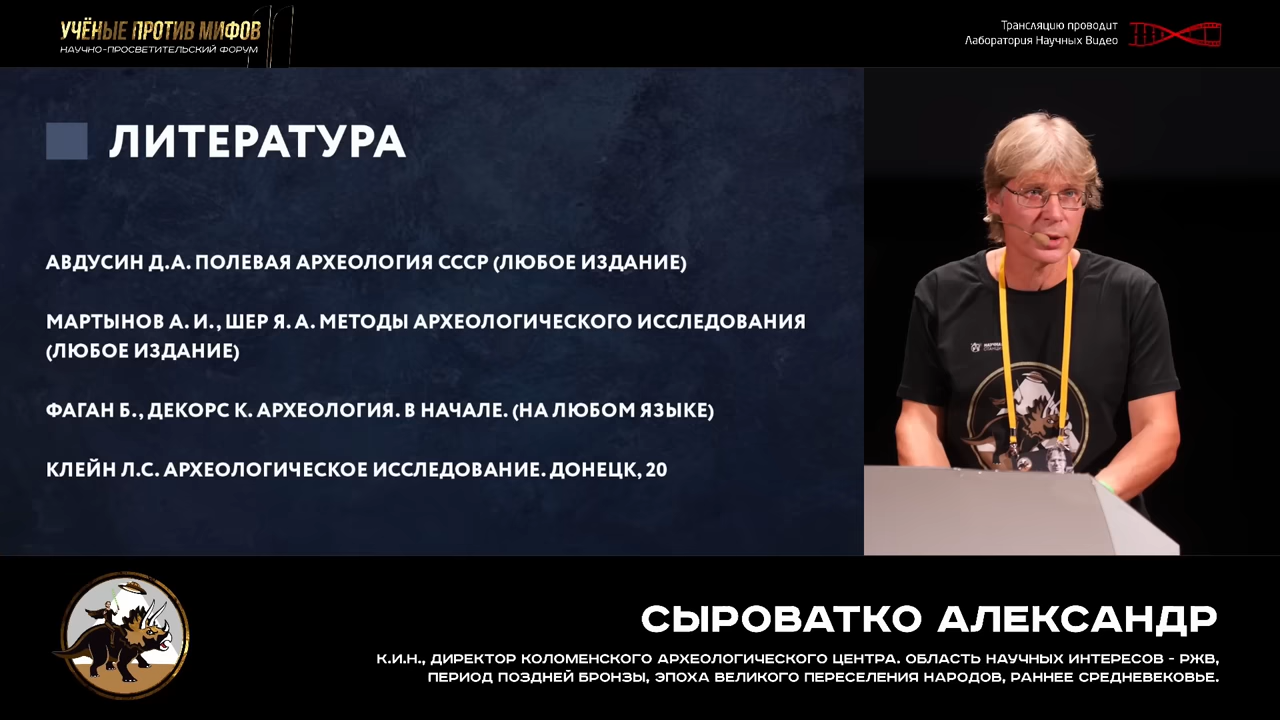 УЧЁНЫЕ ПРОТИВ МИФОВ
НАУЧНО-ПРОСВЕТИТЕЛЬСКИЙ ФОРУМ
11
Трансляцию проводит
Лаборатория Научных Видео
ЛИТЕРАТУРА
АВДУСИН Д.А. ПОЛЕВАЯ АРХЕОЛОГИЯ СССР (ЛЮБОЕ ИЗДАНИЕ)
МАРТЫНОВ А. И., ШЕР Я. А. МЕТОДЫ АРХЕОЛОГИЧЕСКОГО ИССЛЕДОВАНИЯ
(ЛЮБОЕ ИЗДАНИЕ)
ФАГАН Б., ДЕКОРС К. АРХЕОЛОГИЯ. В НАЧАЛЕ. (НА ЛЮБОМ ЯЗЫКЕ)
КЛЕЙН Л.С. АРХЕОЛОГИЧЕСКОЕ ИССЛЕДОВАНИЕ. ДОНЕЦК, 20
СЫРОВАТКО АЛЕКСАНДР
К.И.Н., ДИРЕКТОР КОЛОМЕНСКОГО АРХЕОЛОГИЧЕСКОГО ЦЕНТРА. ОБЛАСТЬ НАУЧНЫХ ИНТЕРЕСОВ - РЖВ,
ПЕРИОД ПОЗДНЕЙ БРОНЗЫ, ЭПОХА ВЕЛИКОГО ПЕРЕСЕЛЕНИЯ НАРОДОВ, РАННЕЕ СРЕДНЕВЕКОВЬЕ.